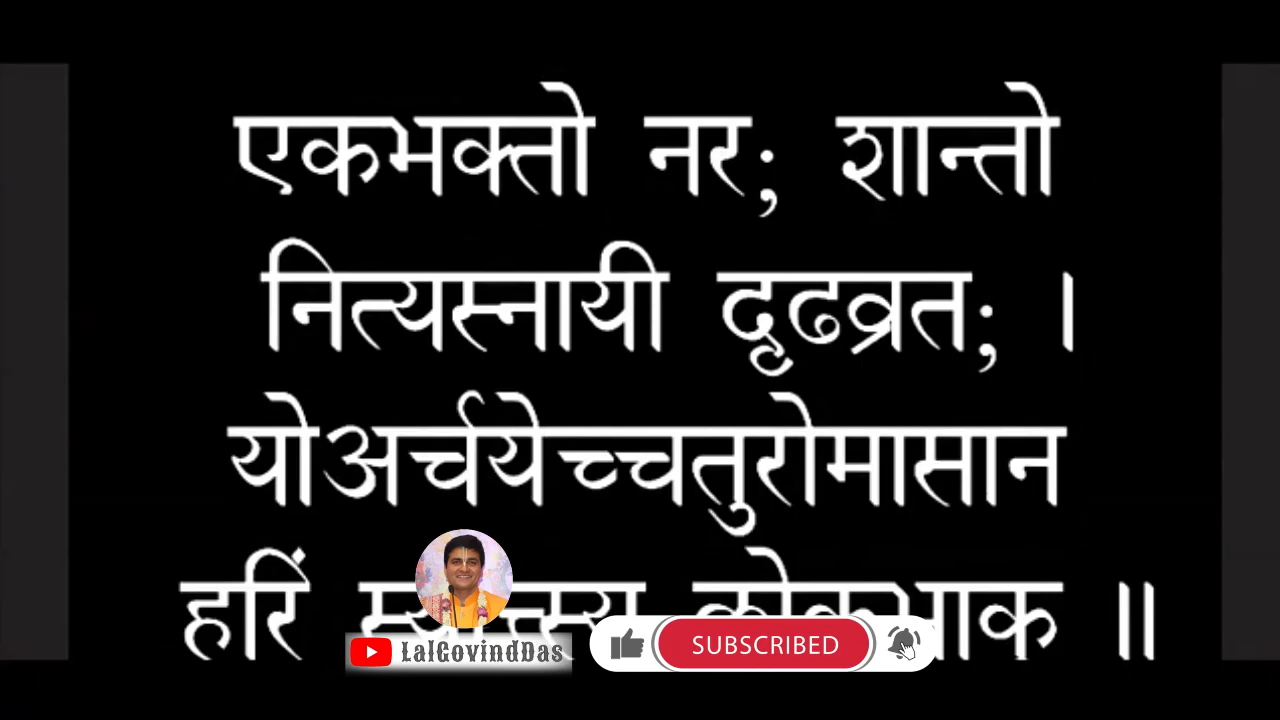 एकभक्तो नर; शान्तो
नित्यस्नायी दृढव्रत; ।
योअर्चयेच्चतुरोमासान
हरिं ॥
LalGovindDas
SUBSCRIBED